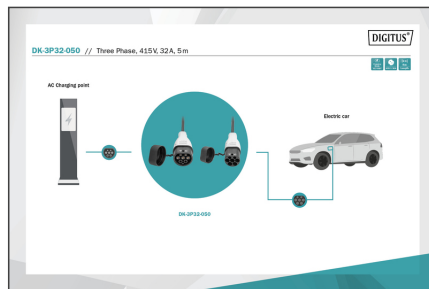 DIGITUS®
DK-3P32-050 // Three Phase, 415V, 32A, 5m
AC Charging point
Electric car
DK-3P32-050